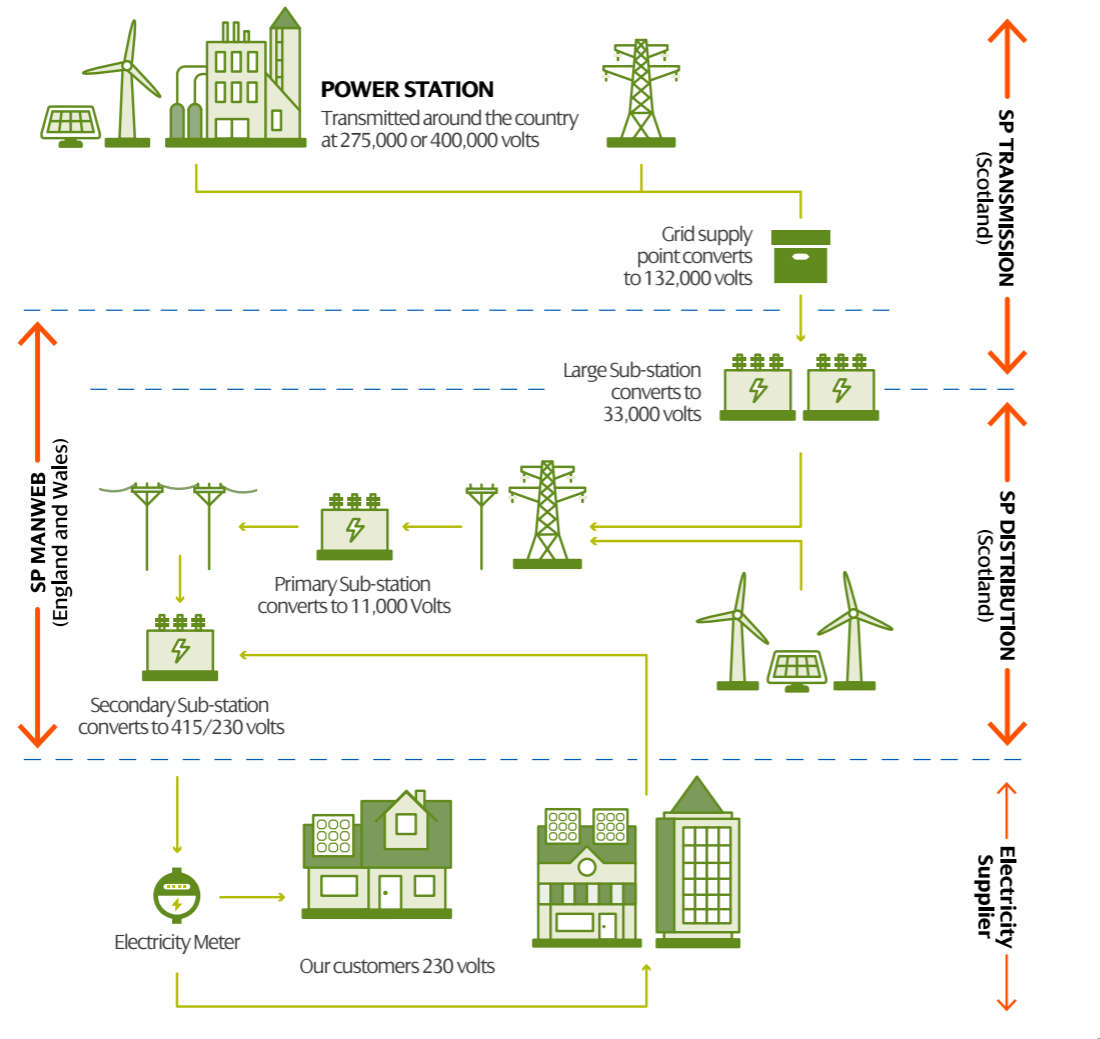 POWER STATION
Transmitted around the country
at 275,000 or 400,000 volts
SP TRANSMISSION
(Scotland)
Grid supply
point converts
to 132,000 volts
Large Sub-station
converts to
33,000 volts
SP MANWEB
(England and Wales)
SP DISTRIBUTION
(Scotland)
Primary Sub-station
converts to 11,000 Volts
Secondary Sub-station
converts to 415/230 volts
Electricity
Supplier
Electricity Meter
Our customers 230 volts